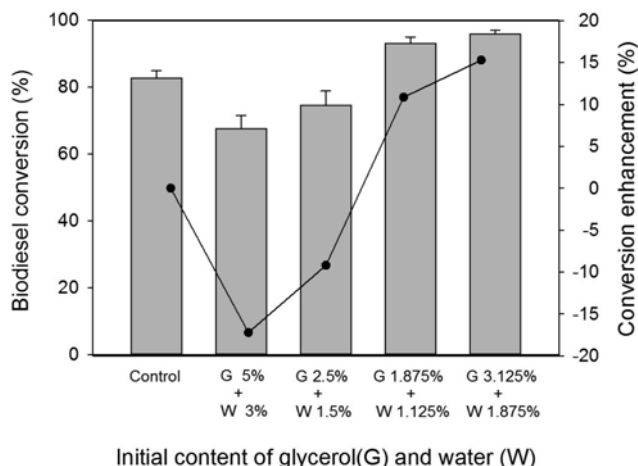 100
80
60
40
20
0
Biodiesel conversion (%)
20
15
10
5
0
-5
-10
-15
-20
Conversion enhancement (%)
Control
G 5%
+
W 3%
G 2.5%
+
W 1.5%
G 1.875%
+
W 1.125%
G 3.125%
+
W 1.875%
Initial content of glycerol(G) and water (W)